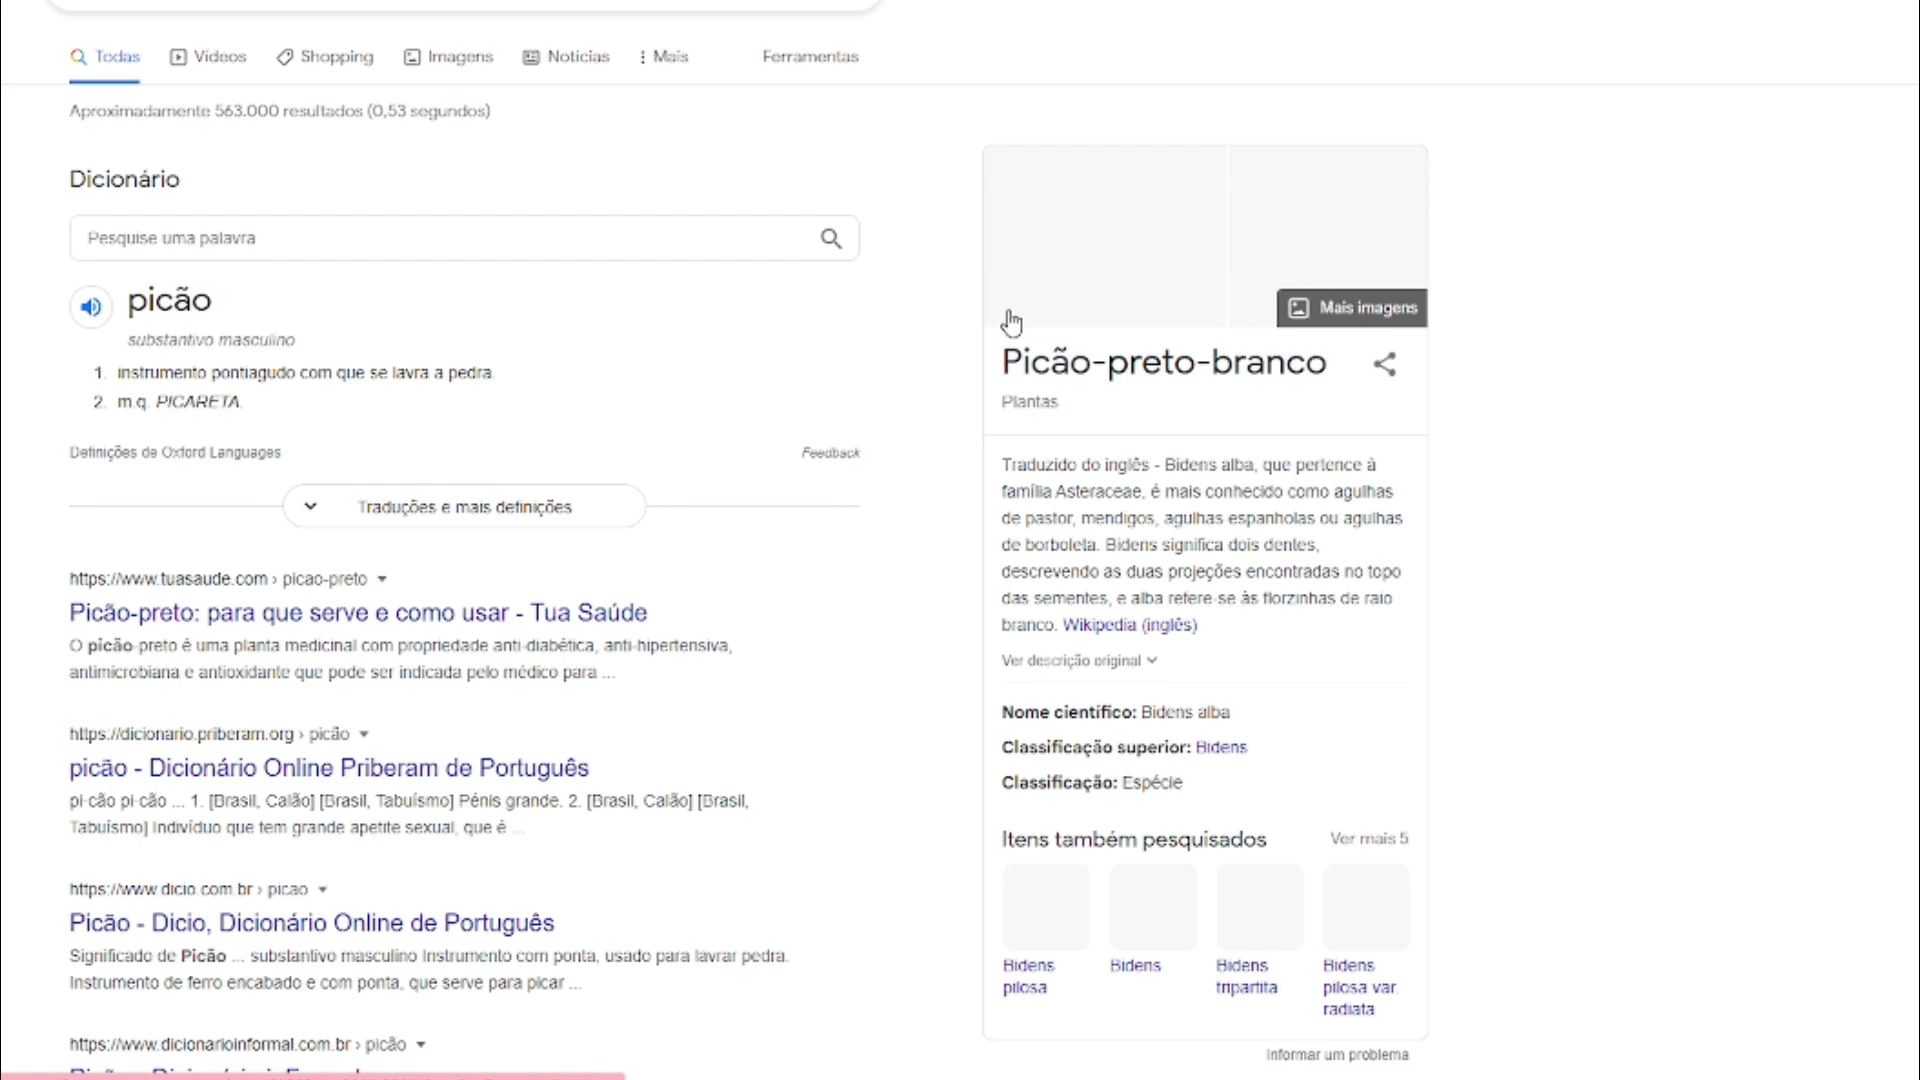 Todas
Vídeos
Shopping
Imagens
Notícias
Mais
Ferramentas
Aproximadamente 563.000 resultados (0,53 segundos)
Dicionário
Pesquise uma palavra
picão
substantivo masculino
1. instrumento pontiagudo com que se lavra a pedra.
2. m.q. PICARETA.
Definições de Oxford Languages
Feedback
Traduções e mais definições
https://www.tuasaude.com › picao-preto
Picão-preto: para que serve e como usar - Tua Saúde
O picão-preto é uma planta medicinal com propriedade anti-diabética, anti-hipertensiva,
antimicrobiana e antioxidante que pode ser indicada pelo médico para ...
https://dicionario.priberam.org › picão
picão - Dicionário Online Priberam de Português
pi·cão pi·cão ... 1. [Brasil, Calão] [Brasil, Tabuísmo] Pénis grande. 2. [Brasil, Calão] [Brasil,
Tabuísmo] Indivíduo que tem grande apetite sexual, que é ...
https://www.dicio.com.br › picao
Picão - Dicio, Dicionário Online de Português
Significado de Picão ... substantivo masculino Instrumento com ponta, usado para lavrar pedra.
Instrumento de ferro encabado e com ponta, que serve para picar ...
https://www.dicionarioinformal.com.br › picão
Mais imagens
Picão-preto-branco
Plantas
Traduzido do inglês - Bidens alba, que pertence à
família Asteraceae, é mais conhecido como agulhas
de pastor, mendigos, agulhas espanholas ou agulhas
de borboleta. Bidens significa dois dentes,
descrevendo as duas projeções encontradas no topo
das sementes, e alba refere-se às florzinhas de raio
branco. Wikipedia (inglês)
Ver descrição original
Nome científico: Bidens alba
Classificação superior: Bidens
Classificação: Espécie
Itens também pesquisados
Ver mais 5
Bidens
pilosa
Bidens
Bidens
tripartita
Bidens
pilosa var.
radiata
Informar um problema